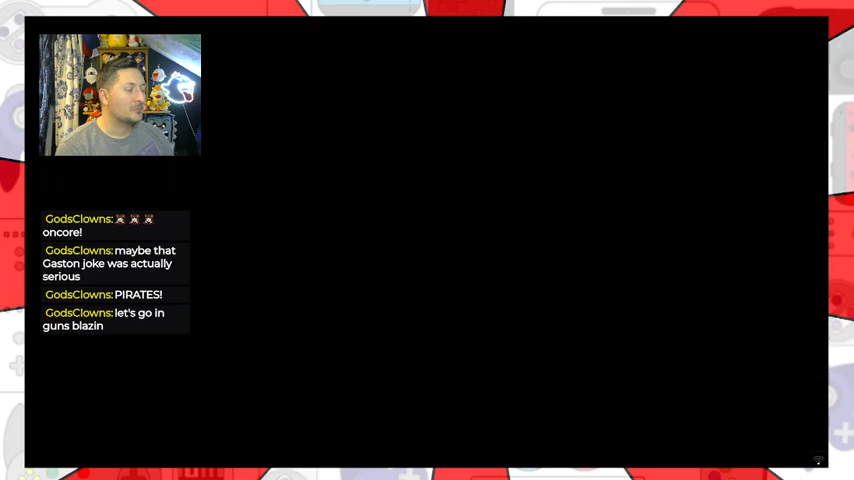 GodsClowns:
oncore!
GodsClowns: maybe that
Gaston joke was actually
serious
GodsClowns: PIRATES!
GodsClowns: let's go in
guns blazin